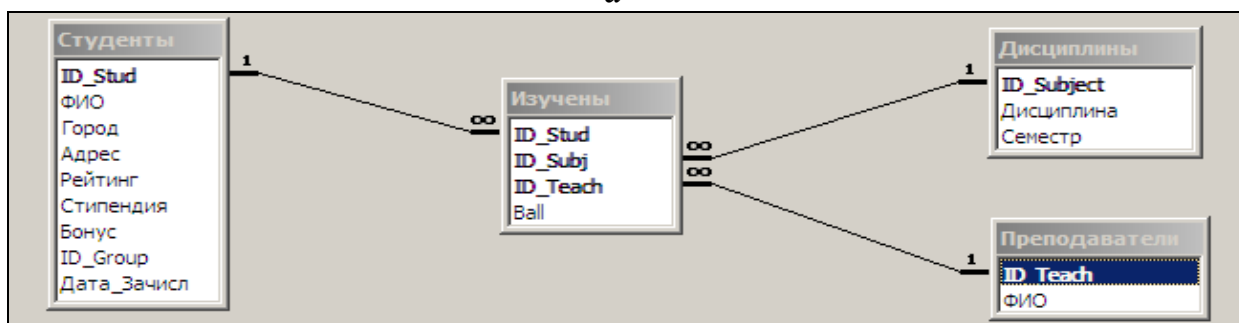 Студенты
ID_Stud
ФИО
Город
Адрес
Рейтинг
Стипендия
Бонус
ID_Group
Дата_Зачисл
1
∞
Изучены
ID_Stud
ID_Subj
ID_Teach
Ball
∞
∞
1
1
Дисциплины
ID_Subject
Дисциплина
Семестр
Преподаватели
ID_Teach
ФИО